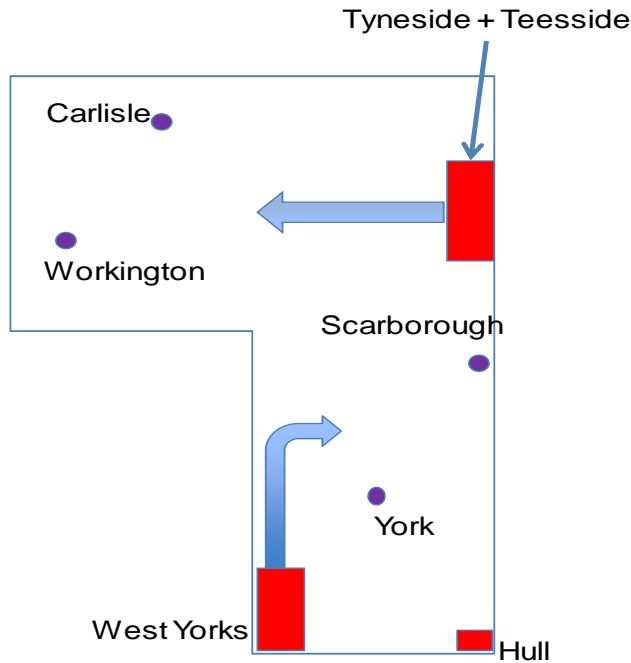 Tyneside + Teesside
Carlisle
Workington
Scarborough
York
West Yorks
Hull